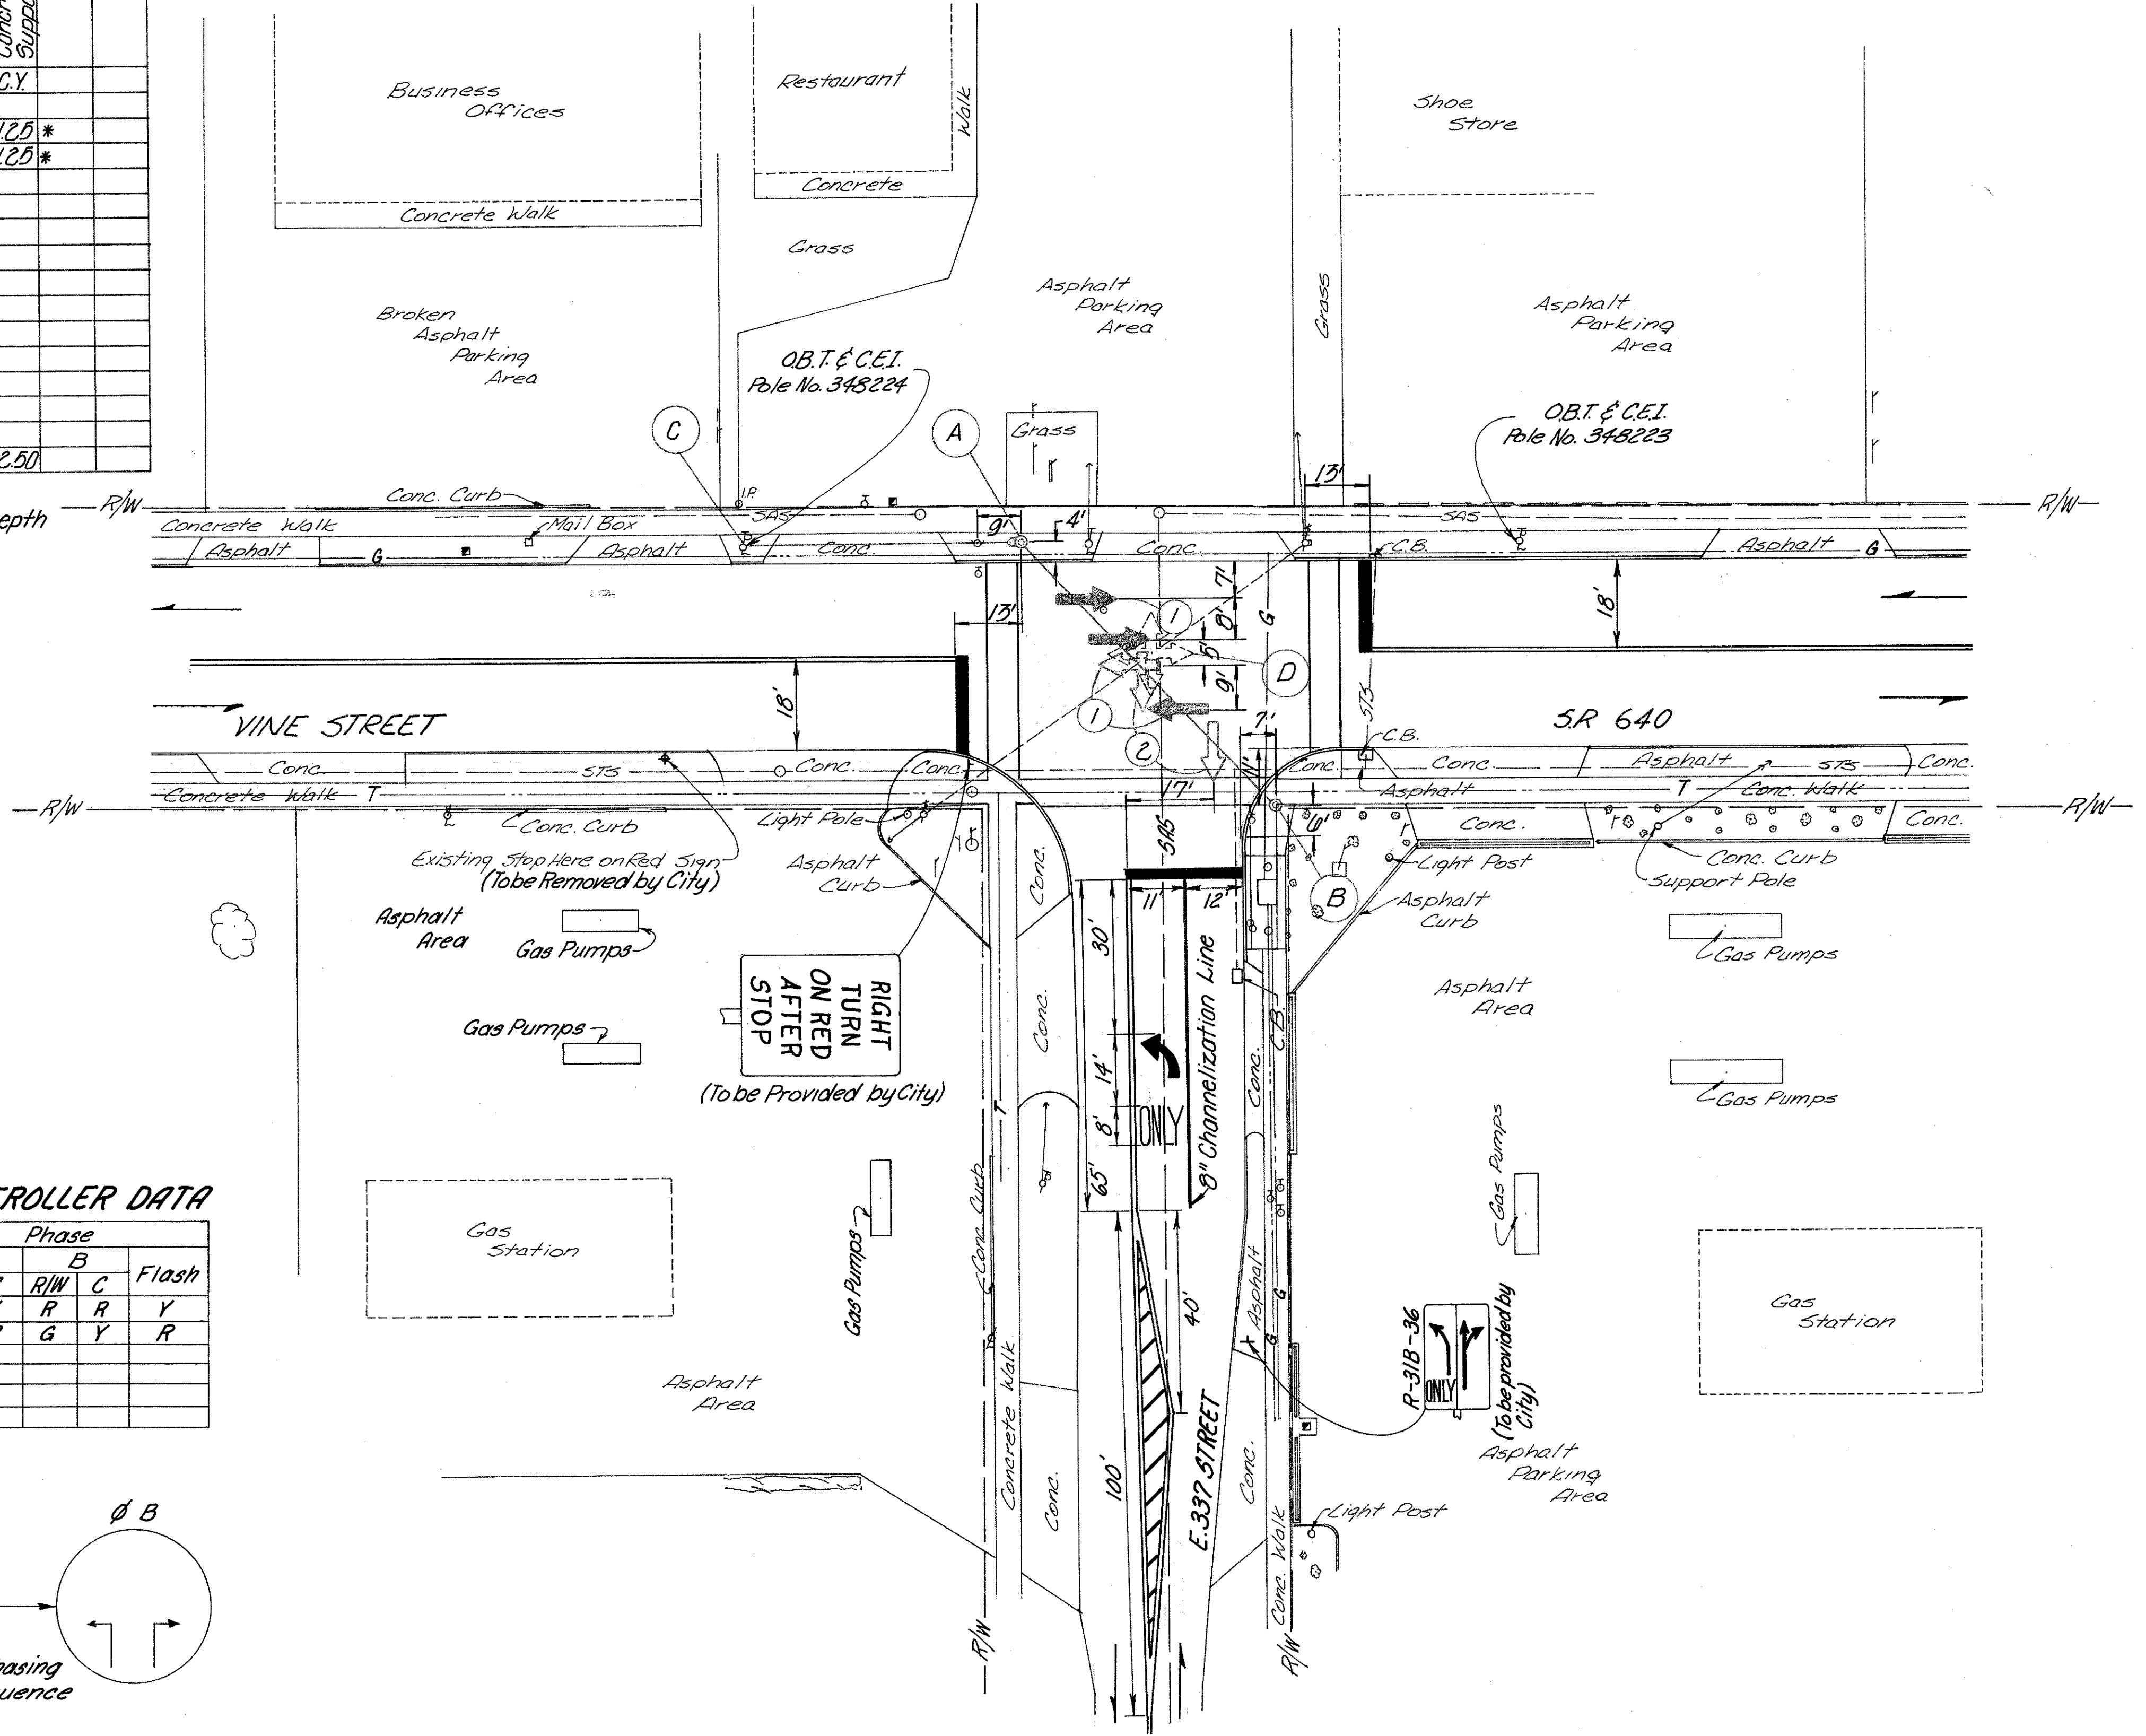 Concr
Suppo
C.Y.
1.25 *
1.25 *
2.50
epth
Business
Offices
Concrete Walk
Restaurant
Walk
Concrete
Grass
Shoe
Store
Broken
Asphalt
Parking
Area
Asphalt
Parking
Area
Grass
Asphalt
Parking
Area
O.B.T. & C.E.I.
Pole No. 348224
C
A
Grass
O.B.T. & C.E.I.
Pole No. 348223
13'
R/W
Conc. Curb
I.P.
SAS
SAS
R/W
Concrete Walk
Mail Box
9'
4'
Asphalt
G
Asphalt
Conc.
Conc.
C.B.
Asphalt
G
13'
1
7'
8'
G
18'
5'
D
9'
18'
1
2
7'
STS
VINE STREET
S.R 640
C.B.
Conc.
STS
Conc.
Conc.
11'
Conc.
Conc.
Asphalt
STS
Conc.
Concrete Walk
T
17'
Asphalt
T
Conc. Walk
R/W
R/W
Conc. Curb
Light Pole
SAS
6'
Conc.
Conc.
Existing Stop Here on Red Sign
(To be Removed by City)
Asphalt
Curb
Conc.
Light Post
Conc. Curb
Support Pole
11'
12'
B
Asphalt
Curb
Asphalt
Area
Gas Pumps
30'
8" Channelization Line
Gas Pumps
RIGHT
TURN
ON RED
AFTER
STOP
(To be Provided by City)
Gas Pumps
Conc.
Asphalt
Area
C.B.
Conc.
14'
8'
ONLY
65'
T
Gas Pumps
Gas Pumps
TROLLER DATA
Phase
B
Flash
R/W
C
R
R
Y
G
Y
R
Gas
Station
Gas Pumps
Conc. Curb
40'
Asphalt
G
G
R-31B-36
ONLY
(To be provided by
City)
Gas
Station
Asphalt
Area
Concrete Walk
Conc.
100'
E. 337 STREET
Conc.
Asphalt
Parking
Area
Light Post
Conc. Walk
R/W
R/W
Ø B
hasing
uence